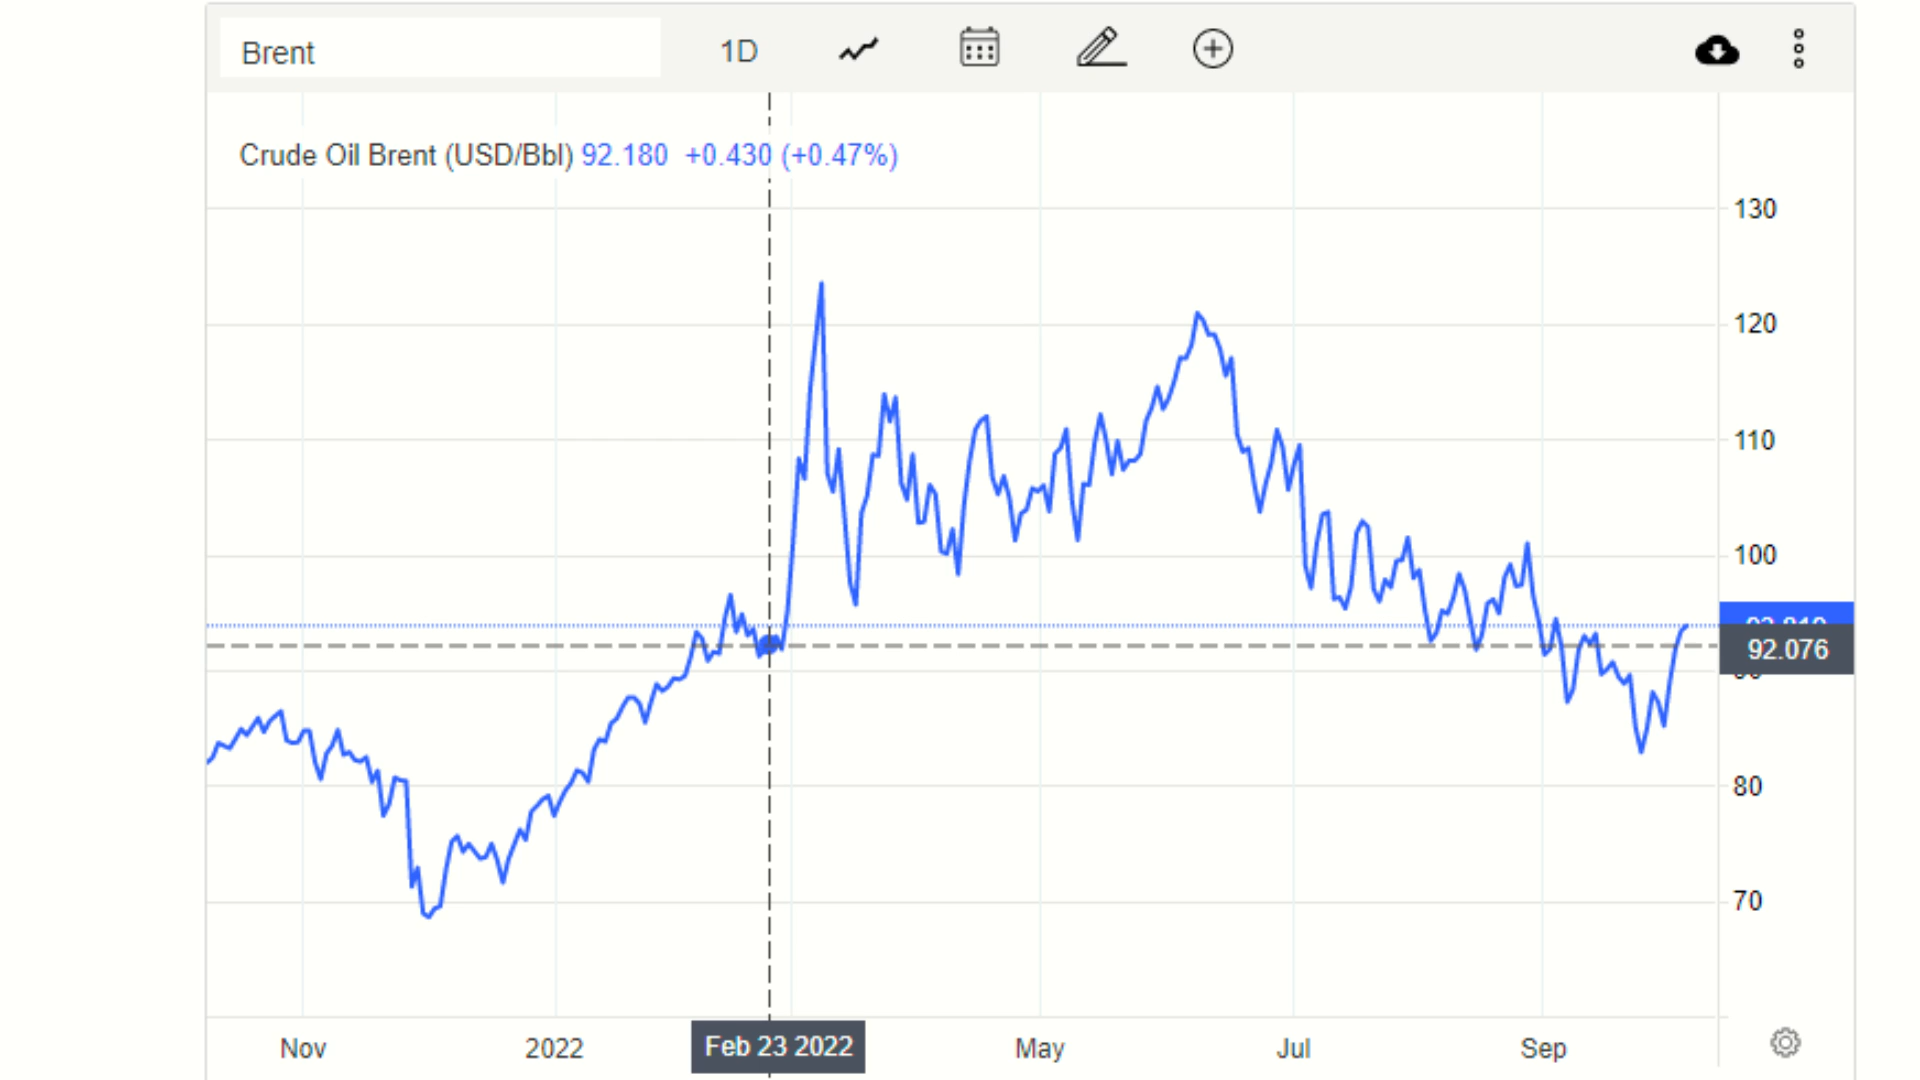 Brent 1D
Crude Oil Brent (USD/Bbl) 92.180 +0.430 (+0.47%)
130
120
110
100
92.076
80
70
Nov 2022 Feb 23 2022 May Jul Sep